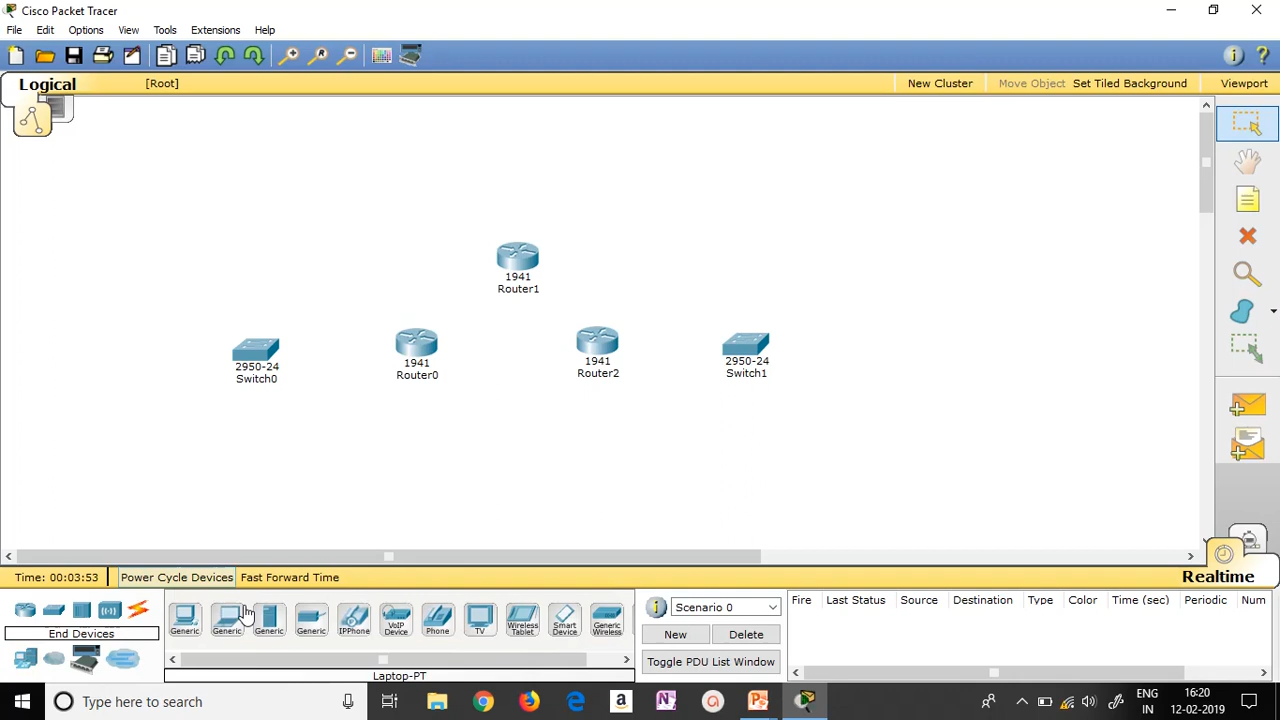 Cisco Packet Tracer
File Edit Options View Tools Extensions Help
Logical
[Root]
New Cluster
Move Object
Set Tiled Background
Viewport
1941
Router1
2950-24
Switch0
1941
Router0
1941
Router2
2950-24
Switch1
Time: 00:03:53
Power Cycle Devices
Fast Forward Time
Realtime
End Devices
Generic
Generic
Generic
Generic
IPPhone
VoIP
Device
Phone
TV
Wireless
Tablet
Smart
Device
Generic
Wireless
Laptop-PT
Scenario 0
New
Delete
Toggle PDU List Window
Fire Last Status Source Destination Type Color Time (sec) Periodic Num
Type here to search
ENG
IN
16:20
12-02-2019